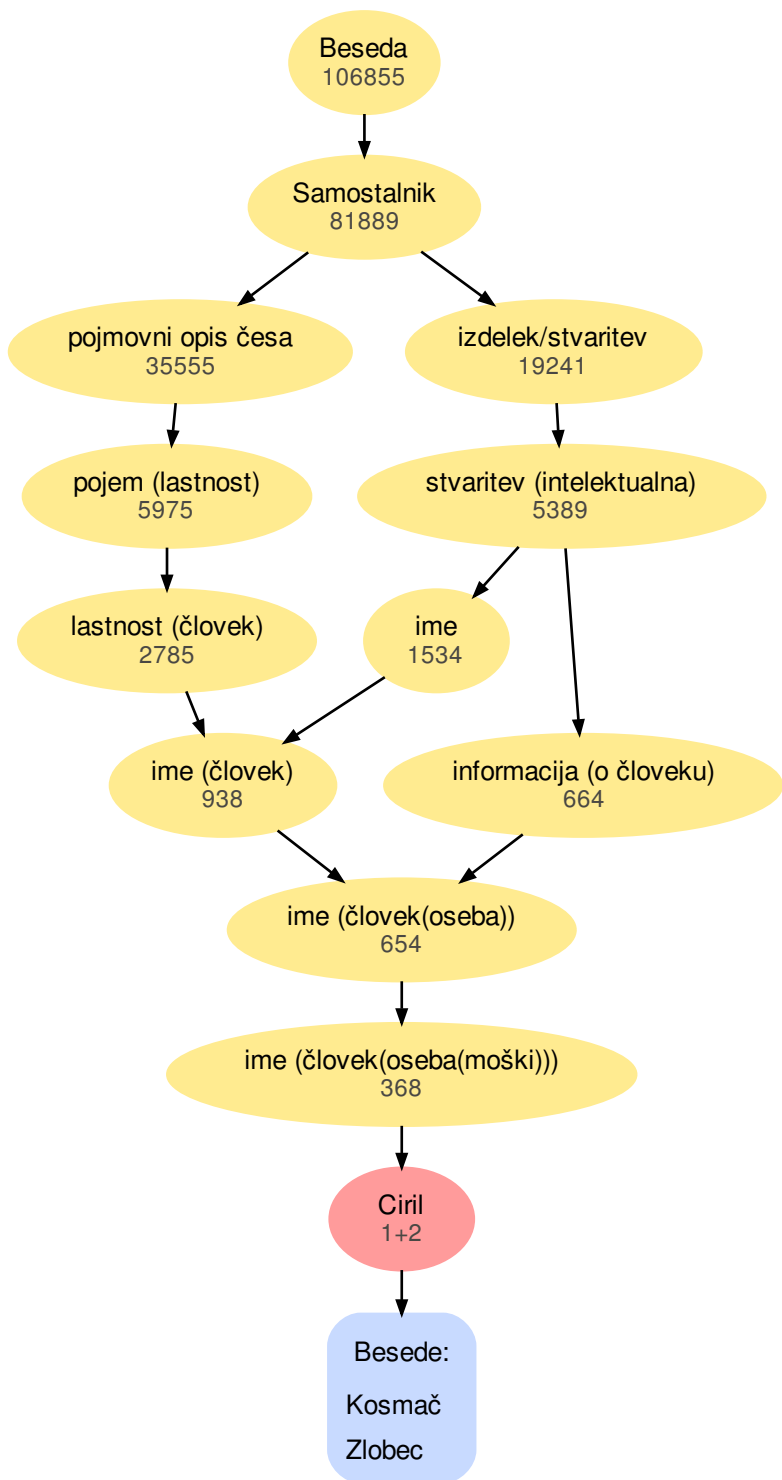 Beseda
106855
Samostalnik
81889
pojmovni opis česa
35555
izdelek/stvaritev
19241
pojem (lastnost)
5975
stvaritev (intelektualna)
5389
lastnost (človek)
2785
ime
1534
ime (človek)
938
informacija (o človeku)
664
ime (človek(oseba))
654
ime (človek(oseba(moški)))
368
Ciril
1+2
Besede:
Kosmač
Zlobec